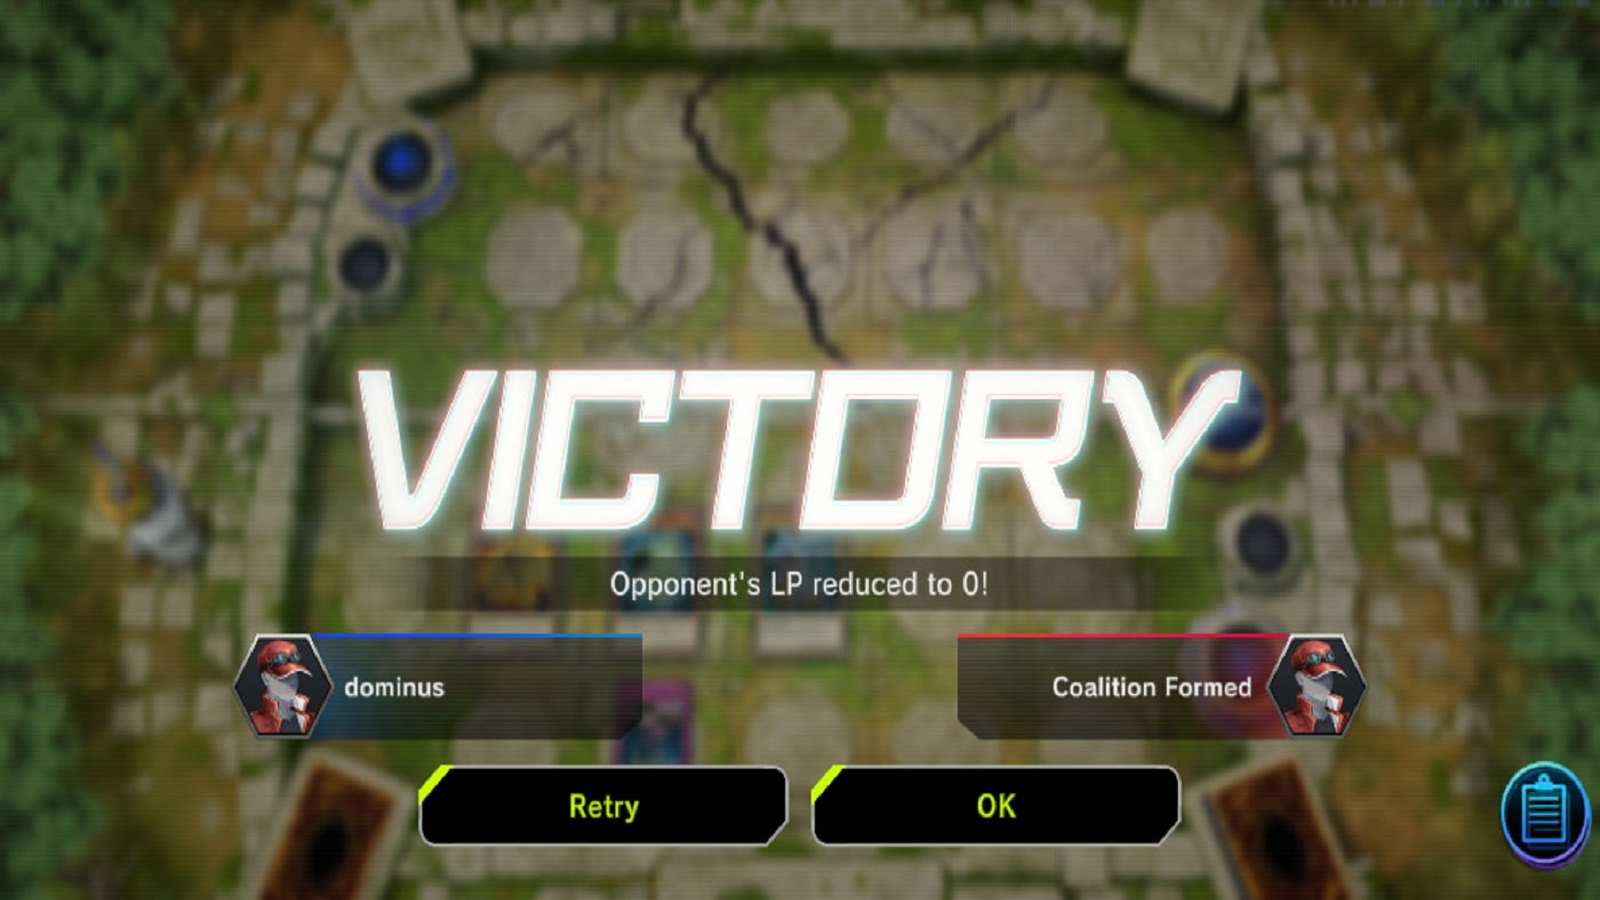 VICTORY
Opponent's LP reduced to 0!
dominus
Coalition Formed
Retry
OK